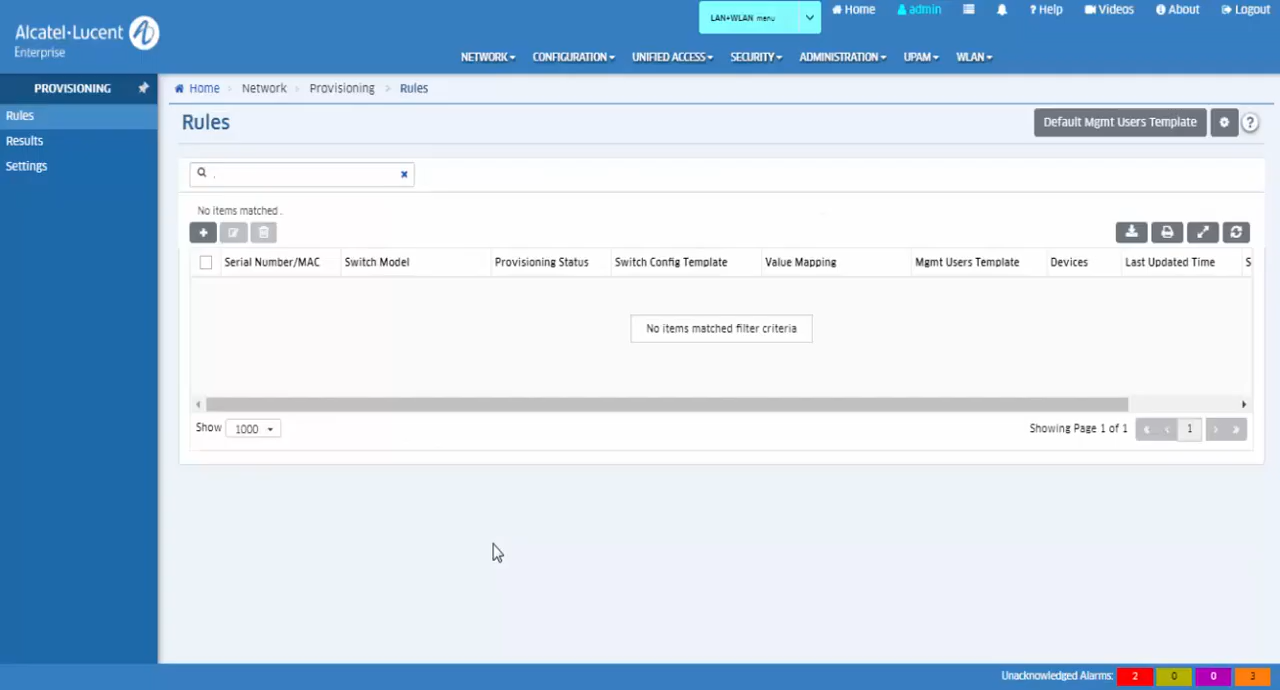 Alcatel·Lucent
Enterprise
LAN+WLAN menu
Home
admin
? Help
Videos
About
Logout
NETWORK
CONFIGURATION
UNIFIED ACCESS
SECURITY
ADMINISTRATION
UPAM
WLAN
PROVISIONING
Rules
Results
Settings
Home > Network > Provisioning > Rules
Rules
Default Mgmt Users Template
?
.
No items matched .
Serial Number/MAC
Switch Model
Provisioning Status
Switch Config Template
Value Mapping
Mgmt Users Template
Devices
Last Updated Time
S
No items matched filter criteria
Show 1000
Showing Page 1 of 1
« ‹ 1 › »
Unacknowledged Alarms: 2 0 0 3